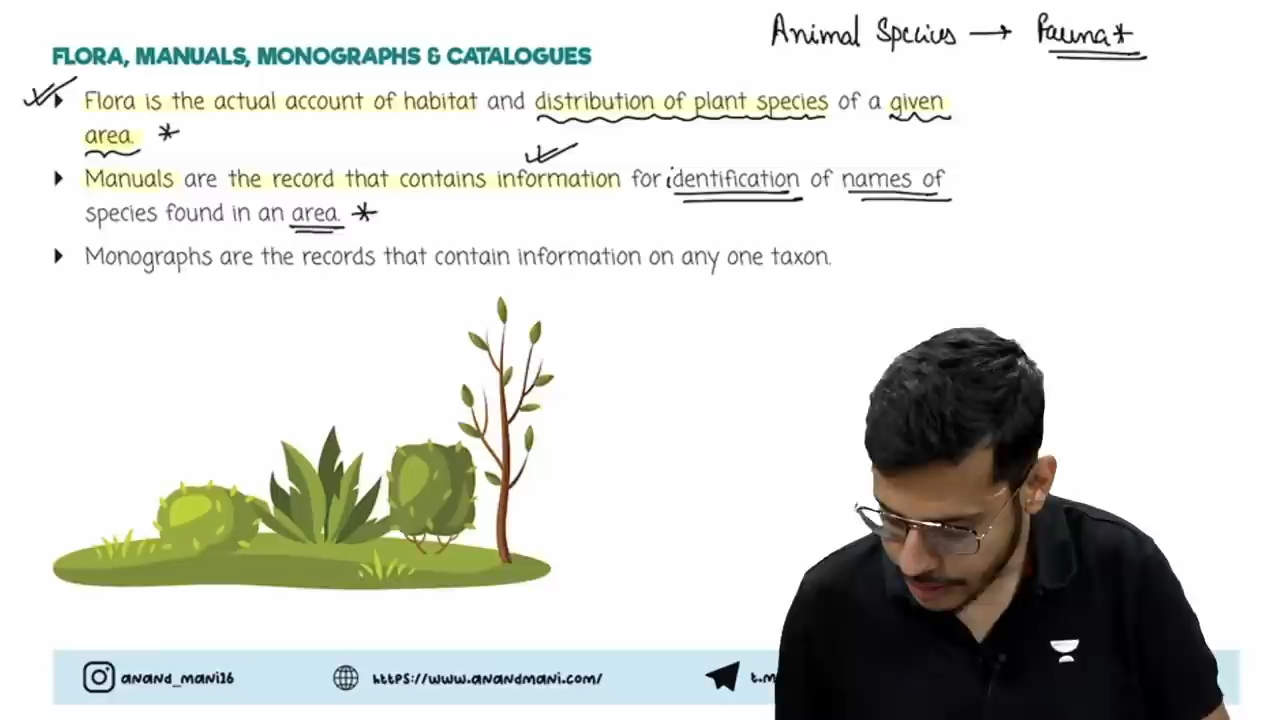 Animal Species → Fauna*
FLORA, MANUALS, MONOGRAPHS & CATALOGUES
Flora is the actual account of habitat and distribution of plant species of a given
area. *
Manuals are the record that contains information for identification of names of
species found in an area. *
Monographs are the records that contain information on any one taxon.
anand_mani16 https://www.anandmani.com/ t.m